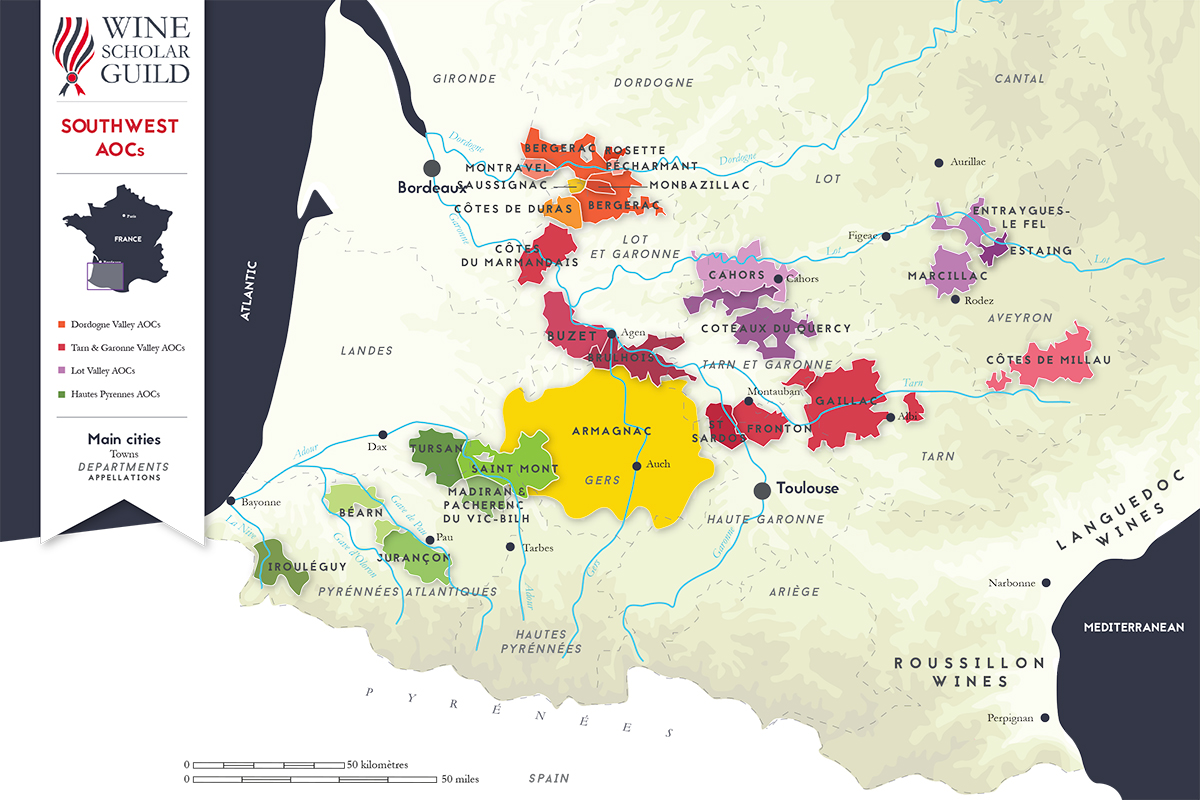 WINE
SCHOLAR
GUILD
SOUTHWEST
AOCs
Paris
FRANCE
Bordeaux
Dordogne Valley AOCs
Tarn & Garonne Valley AOCs
Lot Valley AOCs
Hautes Pyrennes AOCs
Main cities
Towns
DEPARTMENTS
APPELLATIONS
ATLANTIC
GIRONDE
DORDOGNE
CANTAL
Dordogne
BERGERAC
ROSETTE
Dordogne
MONTRAVEL
PÉCHARMANT
Aurillac
Bordeaux
SAUSSIGNAC
MONBAZILLAC
LOT
CÔTES DE DURAS
BERGERAC
Garonne
ENTRAYGUES-
LE FEL
Figeac
LOT
ET GARONNE
CÔTES
DU MARMANDAIS
ESTAING
Lot
CAHORS
Cahors
MARCILLAC
Rodez
AVEYRON
BUZET
Agen
COTEAUX DU QUERCY
LANDES
BRULHOIS
TARN ET GARONNE
CÔTES DE MILLAU
Montauban
Tarn
GAILLAC
Albi
ARMAGNAC
ST
SARDOS
FRONTON
Dax
Adour
TURSAN
SAINT MONT
Auch
GERS
TARN
Toulouse
MADIRAN &
PACHERENC
DU VIC-BILH
Bayonne
BÉARN
Gave de Pau
HAUTE GARONNE
La Nive
Gave d'Oloron
Pau
Tarbes
Garonne
LANGUEDOC
WINES
JURANÇON
IROULÉGUY
Gers
Adour
PYRÉNNÉES ATLANTIQUES
ARIÈGE
Narbonne
HAUTES
PYRÉNNÉES
MEDITERRANEAN
ROUSSILLON
WINES
PYRÉNÉES
Perpignan
0 50 kilomètres
0 50 miles
SPAIN